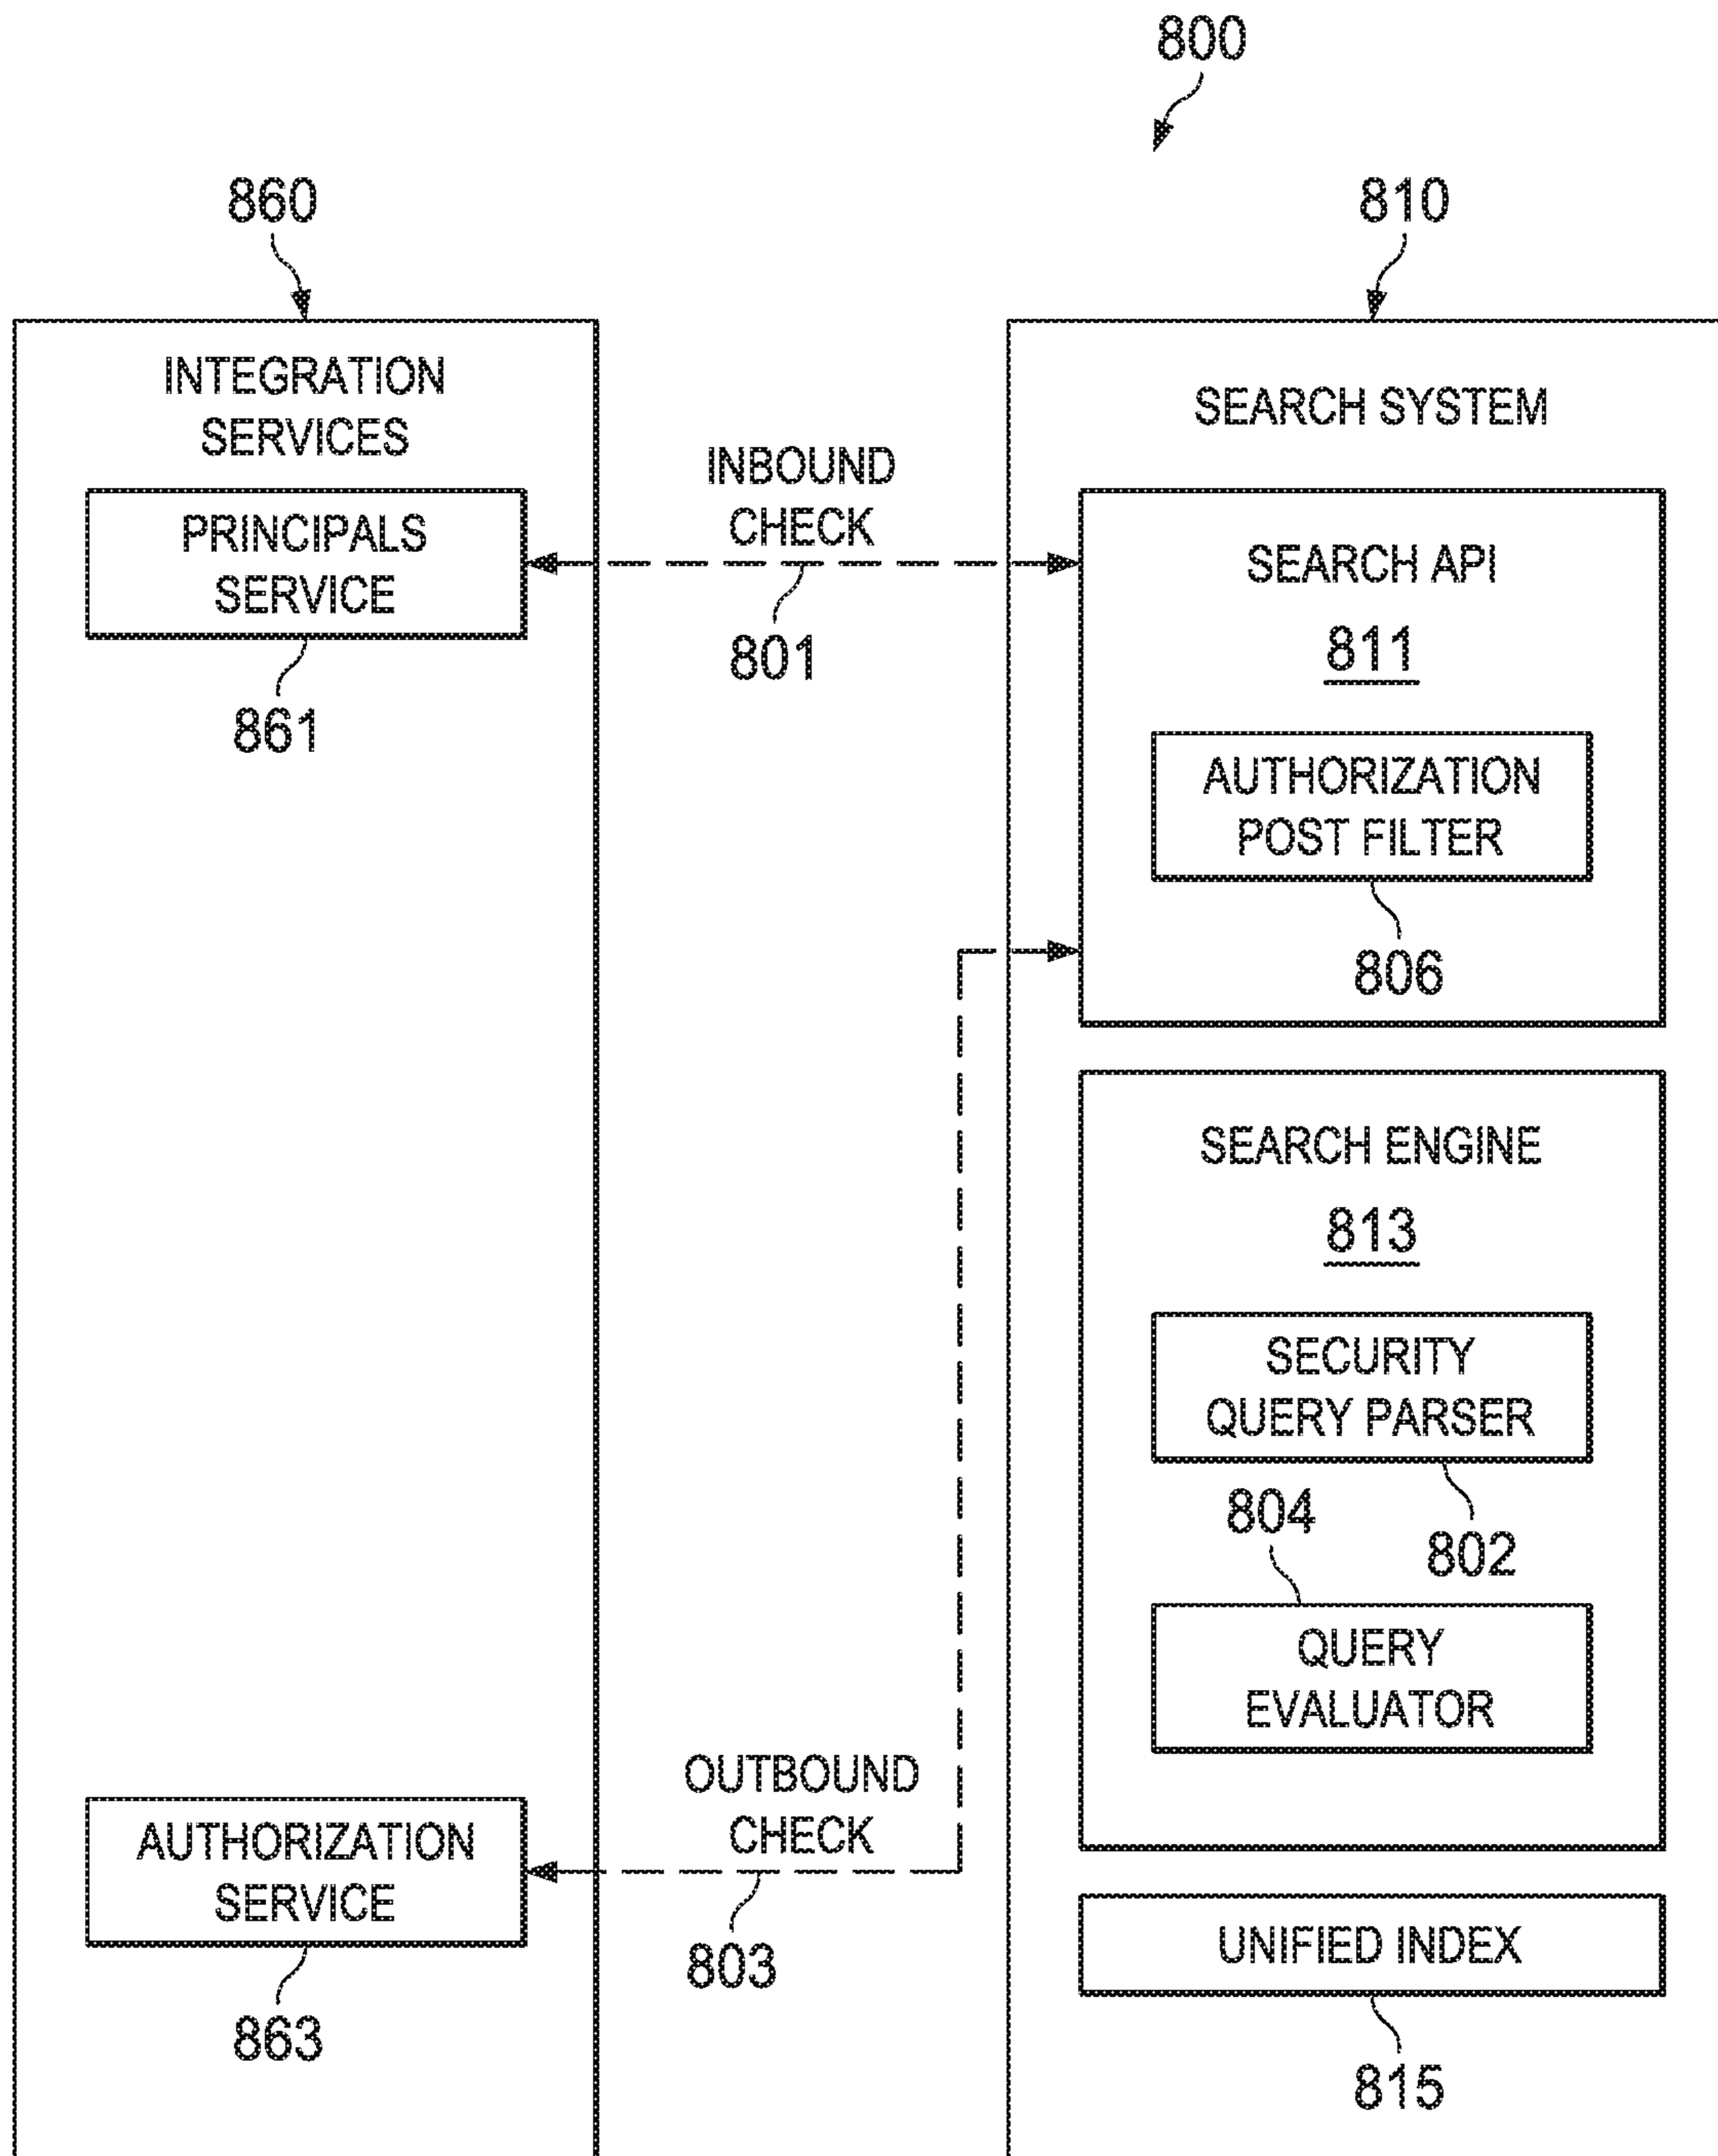 800
860
810
INTEGRATION
SERVICES
PRINCIPALS
SERVICE
861
INBOUND
CHECK
801
SEARCH SYSTEM
SEARCH API
811
AUTHORIZATION
POST FILTER
806
SEARCH ENGINE
813
SECURITY
QUERY PARSER
802
804
QUERY
EVALUATOR
OUTBOUND
CHECK
803
AUTHORIZATION
SERVICE
863
UNIFIED INDEX
815